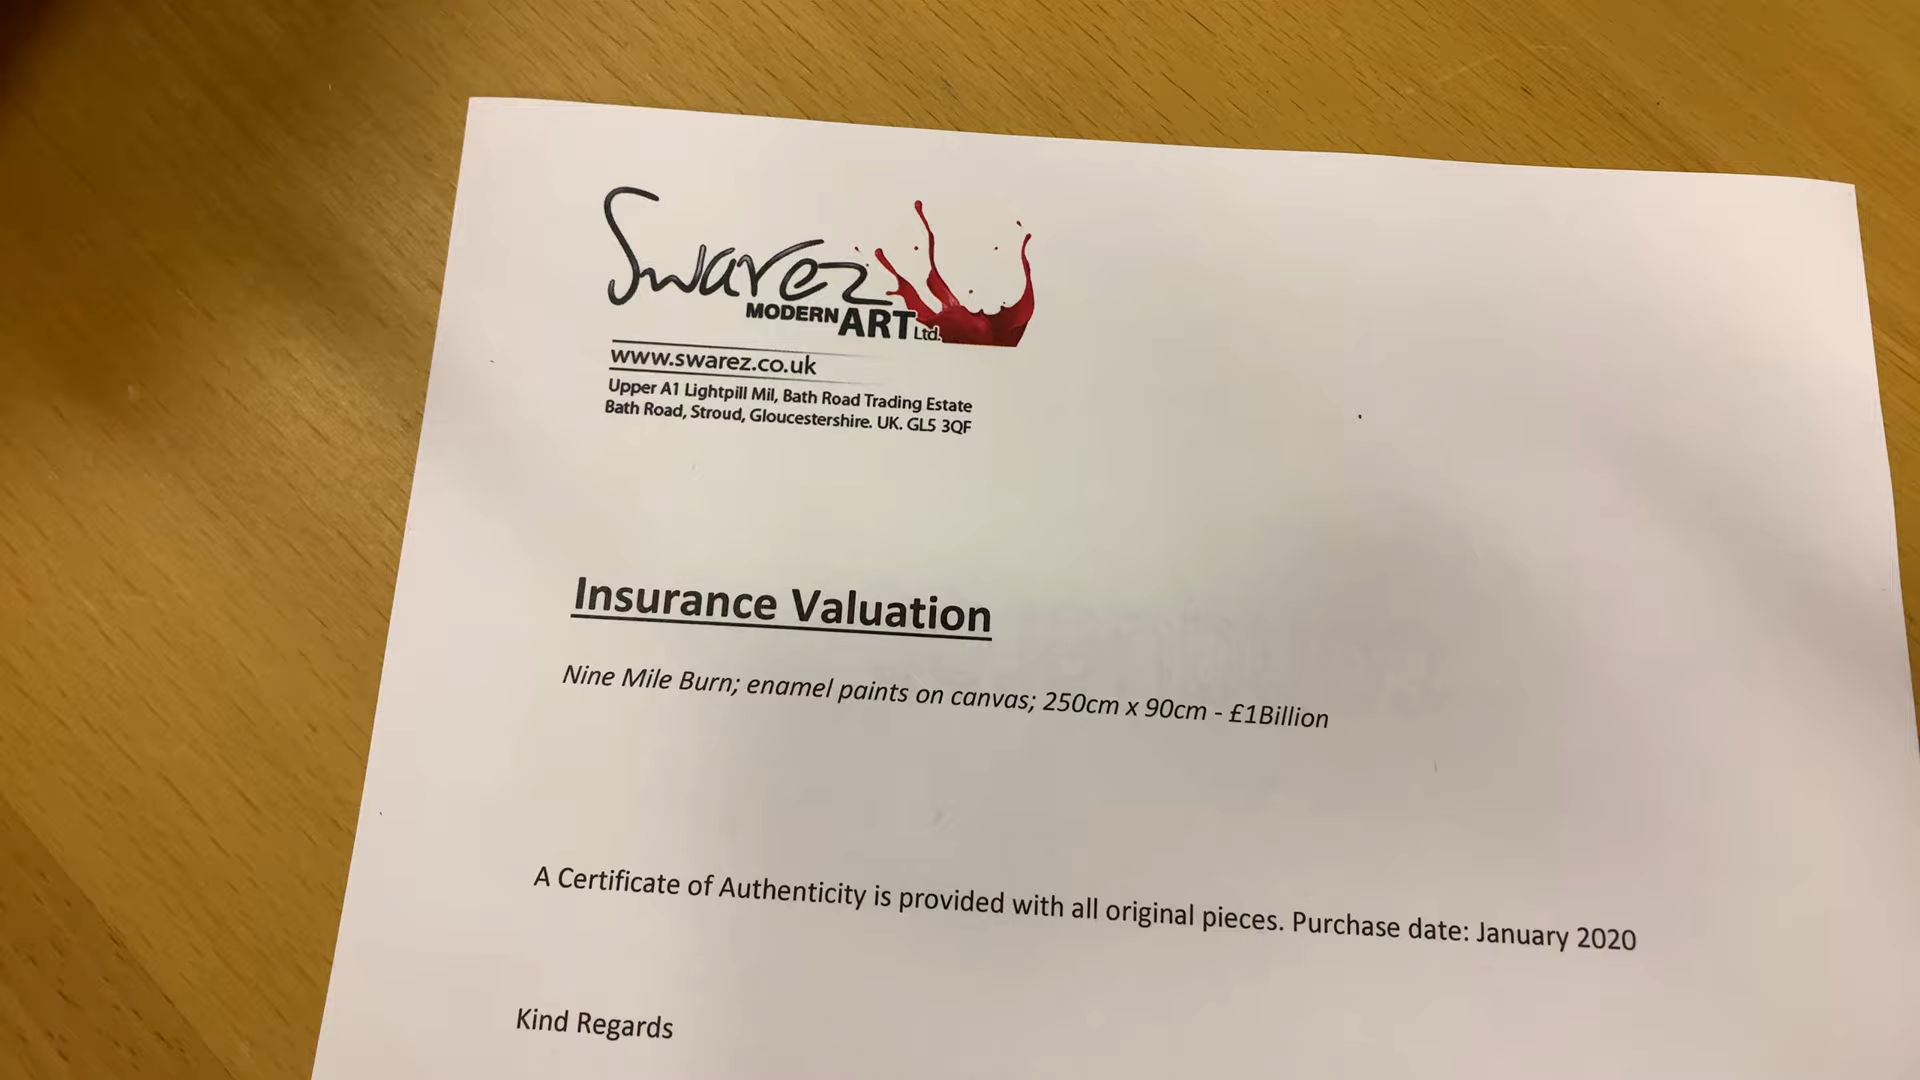 Swarez
MODERN ART Ltd.
www.swarez.co.uk
Upper A1 Lightpill Mil, Bath Road Trading Estate
Bath Road, Stroud, Gloucestershire. UK. GL5 3QF
Insurance Valuation
Nine Mile Burn; enamel paints on canvas; 250cm x 90cm - £1Billion
A Certificate of Authenticity is provided with all original pieces. Purchase date: January 2020
Kind Regards